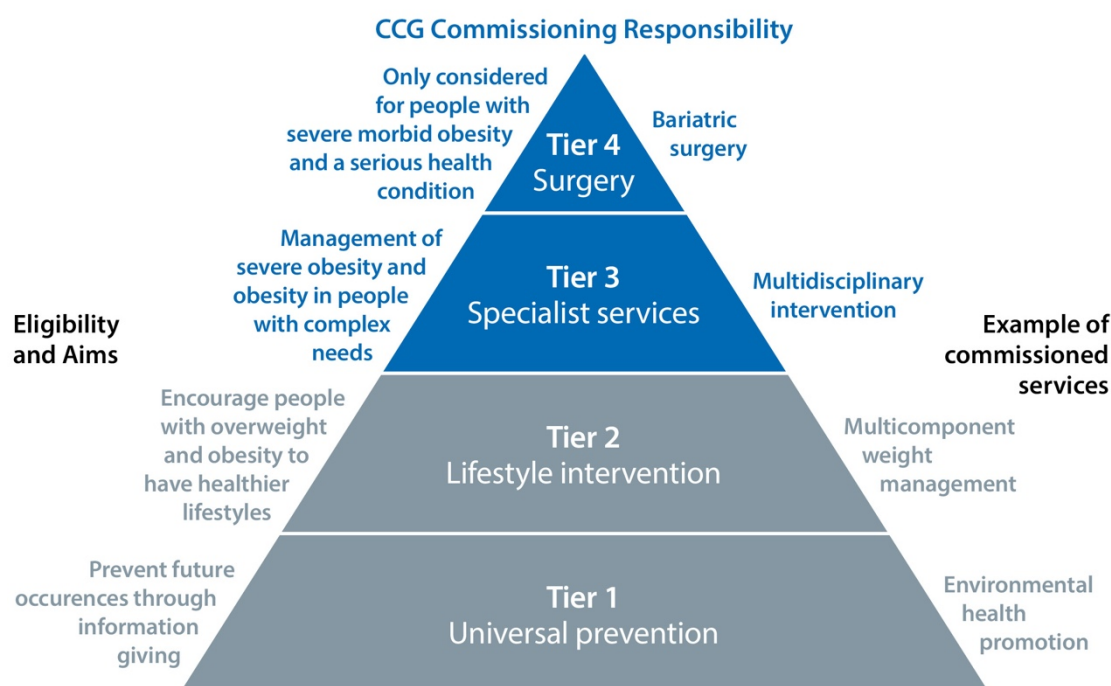 CCG Commissioning Responsibility
Only considered
for people with
severe morbid obesity
and a serious health
condition
Tier 4
Surgery
Bariatric
surgery
Management of
severe obesity and
obesity in people
with complex
needs
Tier 3
Specialist services
Multidisciplinary
intervention
Eligibility
and Aims
Example of
commissioned
services
Encourage people
with overweight
and obesity to
have healthier
lifestyles
Tier 2
Lifestyle intervention
Multicomponent
weight
management
Prevent future
occurences through
information
giving
Tier 1
Universal prevention
Environmental
health
promotion